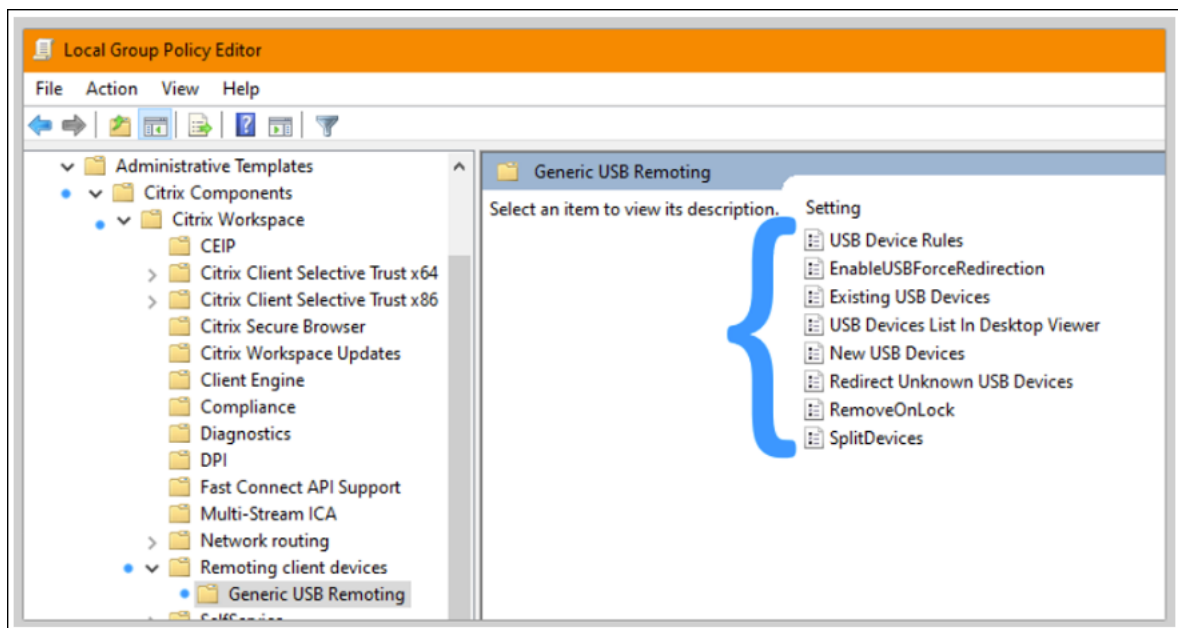 Local Group Policy Editor
File Action View Help
Administrative Templates
Citrix Components
Citrix Workspace
CEIP
Citrix Client Selective Trust x64
Citrix Client Selective Trust x86
Citrix Secure Browser
Citrix Workspace Updates
Client Engine
Compliance
Diagnostics
DPI
Fast Connect API Support
Multi-Stream ICA
Network routing
Remoting client devices
Generic USB Remoting
Generic USB Remoting
Select an item to view its description.
Setting
USB Device Rules
EnableUSBForceRedirection
Existing USB Devices
USB Devices List In Desktop Viewer
New USB Devices
Redirect Unknown USB Devices
RemoveOnLock
SplitDevices